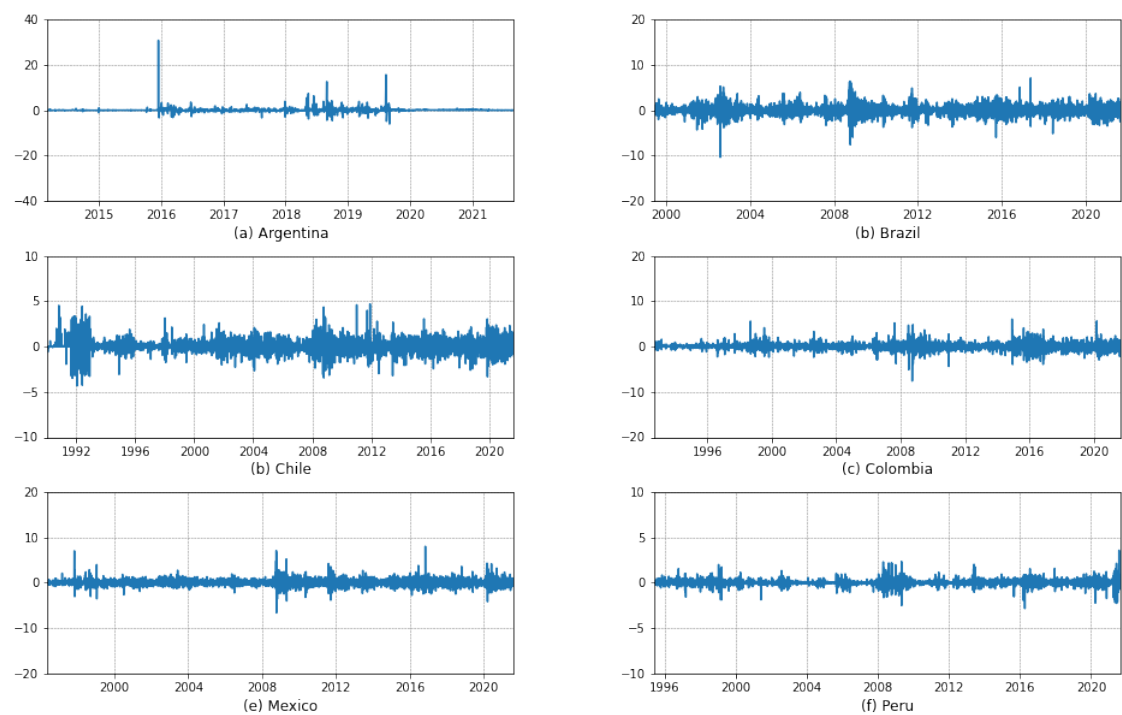 40
20
0
−20
−40
2015 2016 2017 2018 2019 2020 2021
(a) Argentina
20
10
0
−10
−20
2000 2004 2008 2012 2016 2020
(b) Brazil
10
5
0
−5
−10
1992 1996 2000 2004 2008 2012 2016 2020
(b) Chile
20
10
0
−10
−20
1996 2000 2004 2008 2012 2016 2020
(c) Colombia
20
10
0
−10
−20
2000 2004 2008 2012 2016 2020
(e) Mexico
10
5
0
−5
−10
1996 2000 2004 2008 2012 2016 2020
(f) Peru